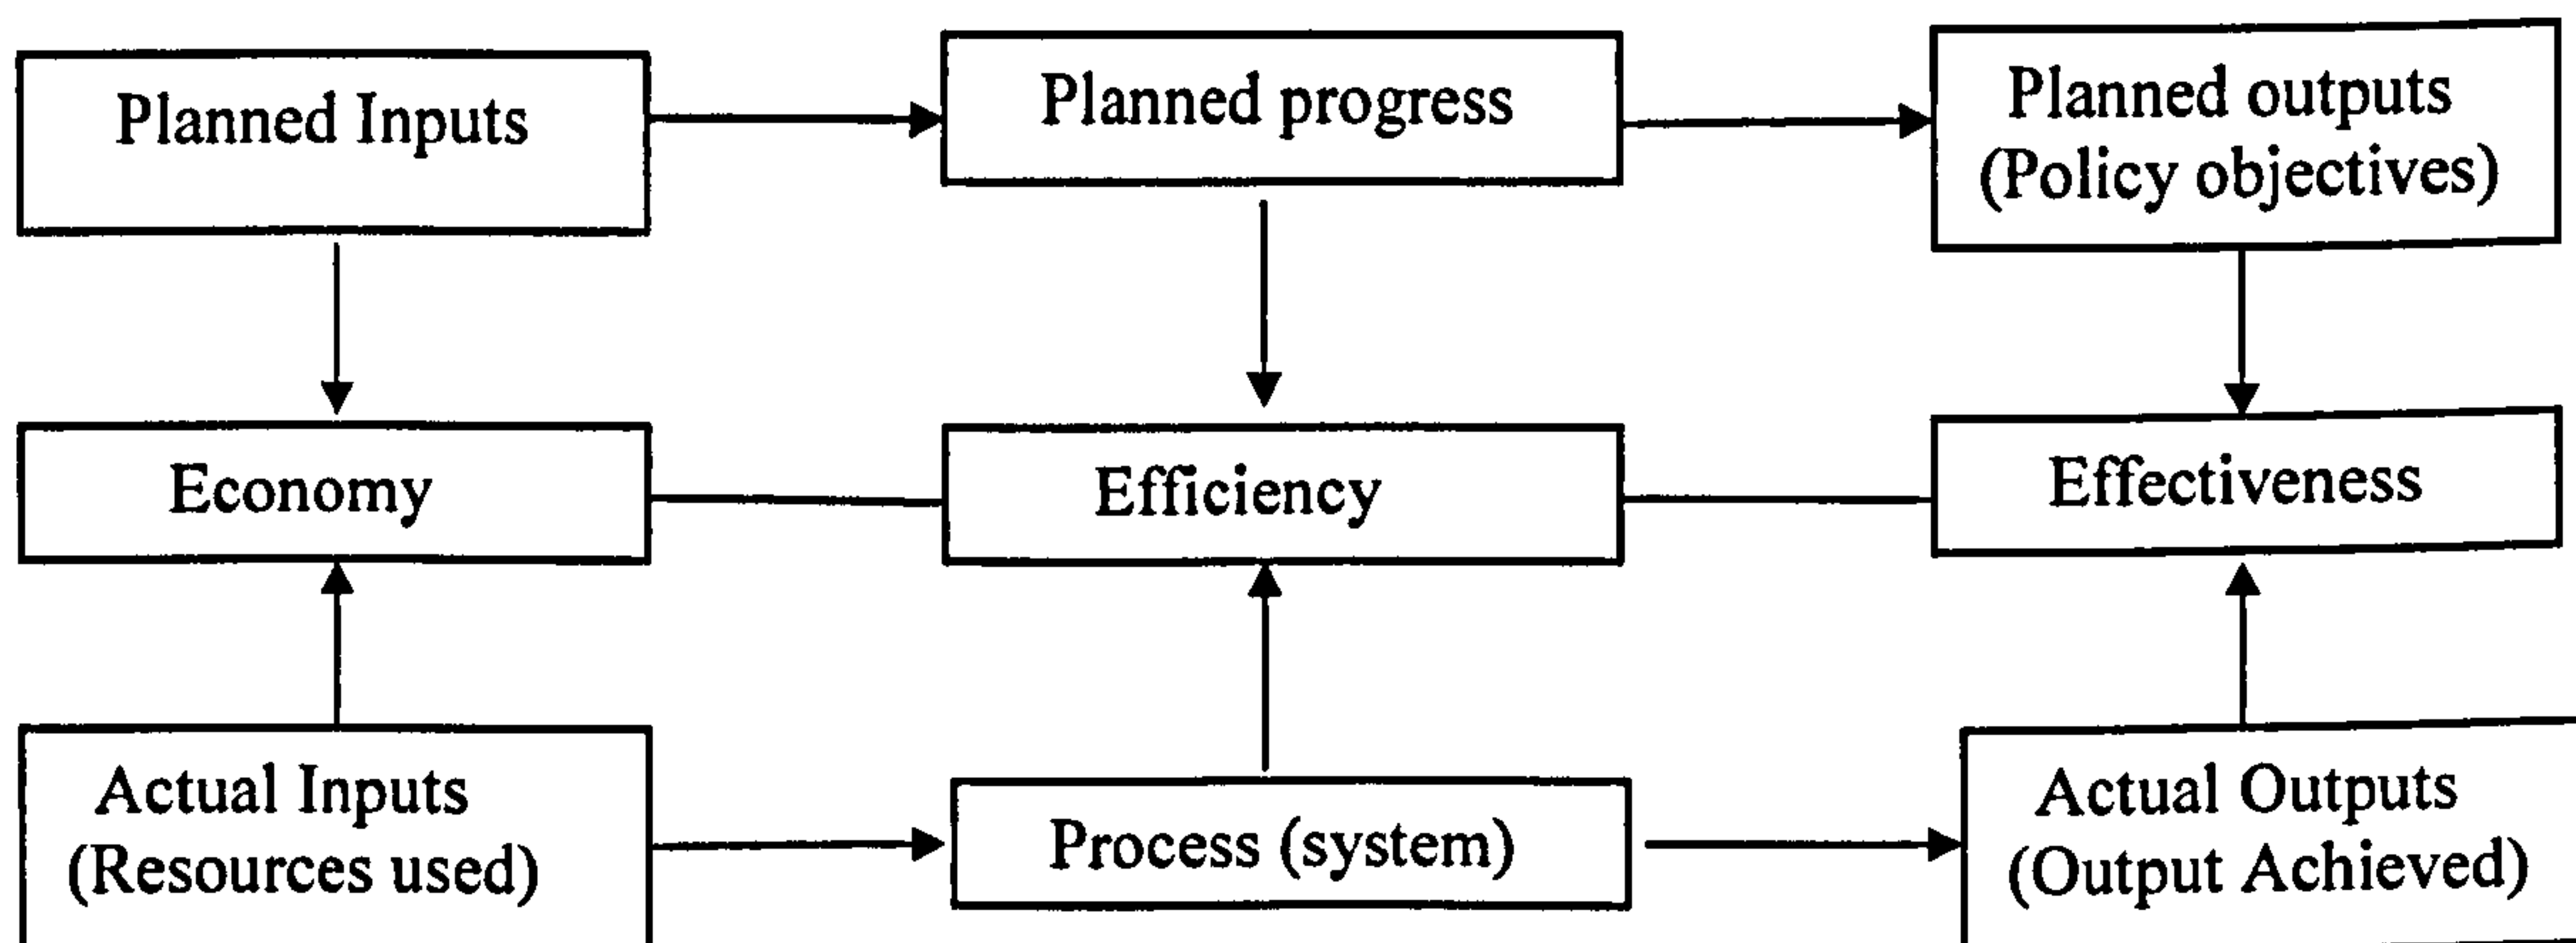 Planned Inputs
Planned progress
Planned outputs
(Policy objectives)
Economy
Efficiency
Effectiveness
Actual Inputs
(Resources used)
Process (system)
Actual Outputs
(Output Achieved)